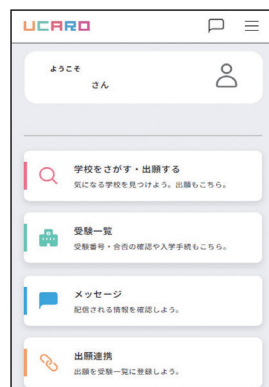 UCARO
ようこそ
さん
学校をさがす・出願する
気になる学校を見つけよう。出願もこちら。
受験一覧
受験番号・合否の確認や入学手続もこちら。
メッセージ
配信される情報を確認しよう。
出願連携
出願を受験一覧に登録しよう。